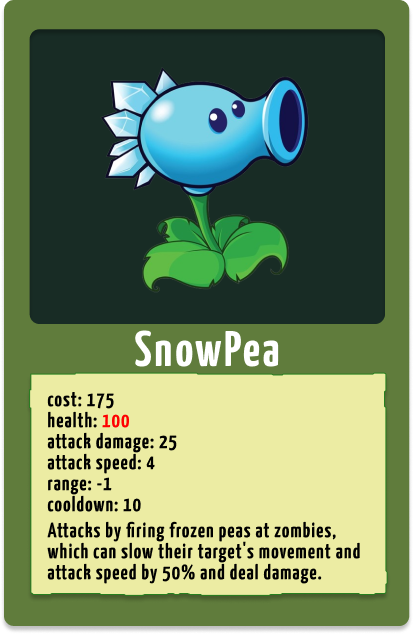 SnowPea
cost: 175
health: 100
attack damage: 25
attack speed: 4
range: -1
cooldown: 10
Attacks by firing frozen peas at zombies,
which can slow their target's movement and
attack speed by 50% and deal damage.